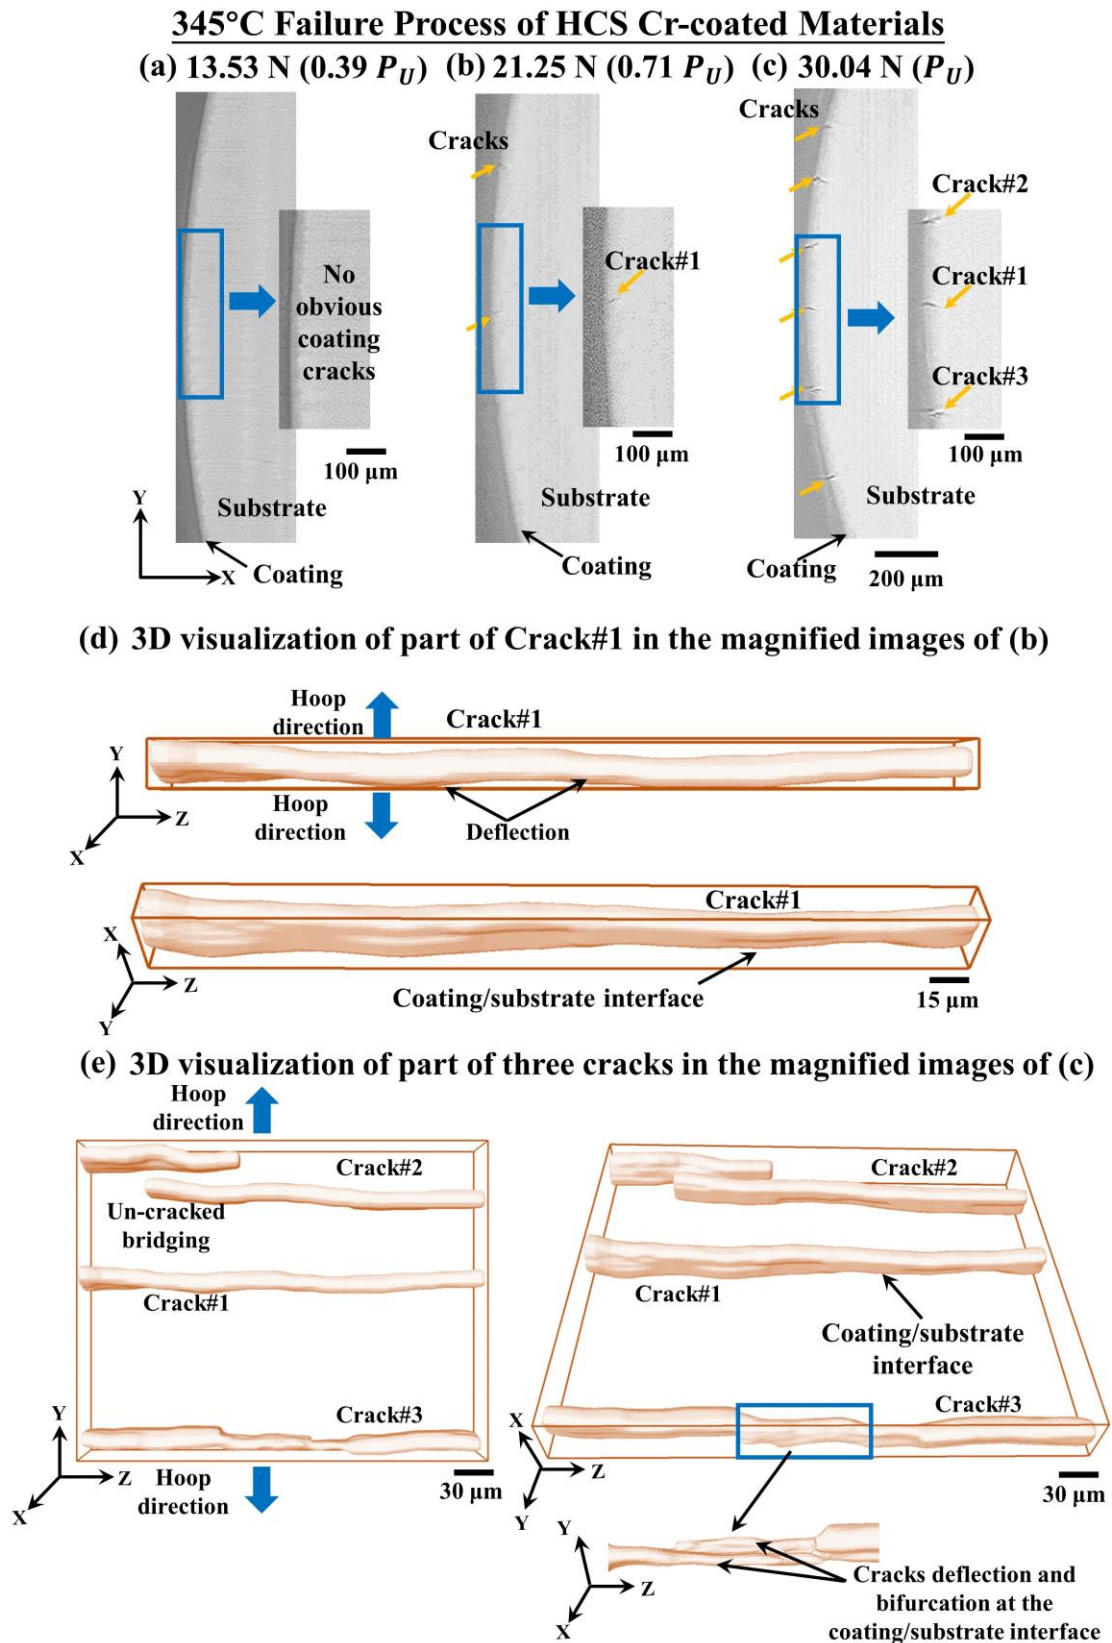 345°C Failure Process of HCS Cr-coated Materials
(a) 13.53 N (0.39 P_U) (b) 21.25 N (0.71 P_U) (c) 30.04 N (P_U)
Cracks
No
obvious
coating
cracks
100 µm
Substrate
Coating
Y
X
Cracks
Crack#1
100 µm
Substrate
Coating
Cracks
Crack#2
Crack#1
Crack#3
100 µm
Substrate
Coating
200 µm
(d) 3D visualization of part of Crack#1 in the magnified images of (b)
Hoop
direction
Crack#1
Y
Z
X
Hoop
direction
Deflection
Crack#1
X
Z
Y
Coating/substrate interface
15 µm
(e) 3D visualization of part of three cracks in the magnified images of (c)
Hoop
direction
Crack#2
Un-cracked
bridging
Crack#1
Crack#3
Y
Z
X
Hoop
direction
30 µm
Crack#2
Crack#1
Coating/substrate
interface
Crack#3
X
Z
Y
30 µm
Y
Z
X
Cracks deflection and
bifurcation at the
coating/substrate interface